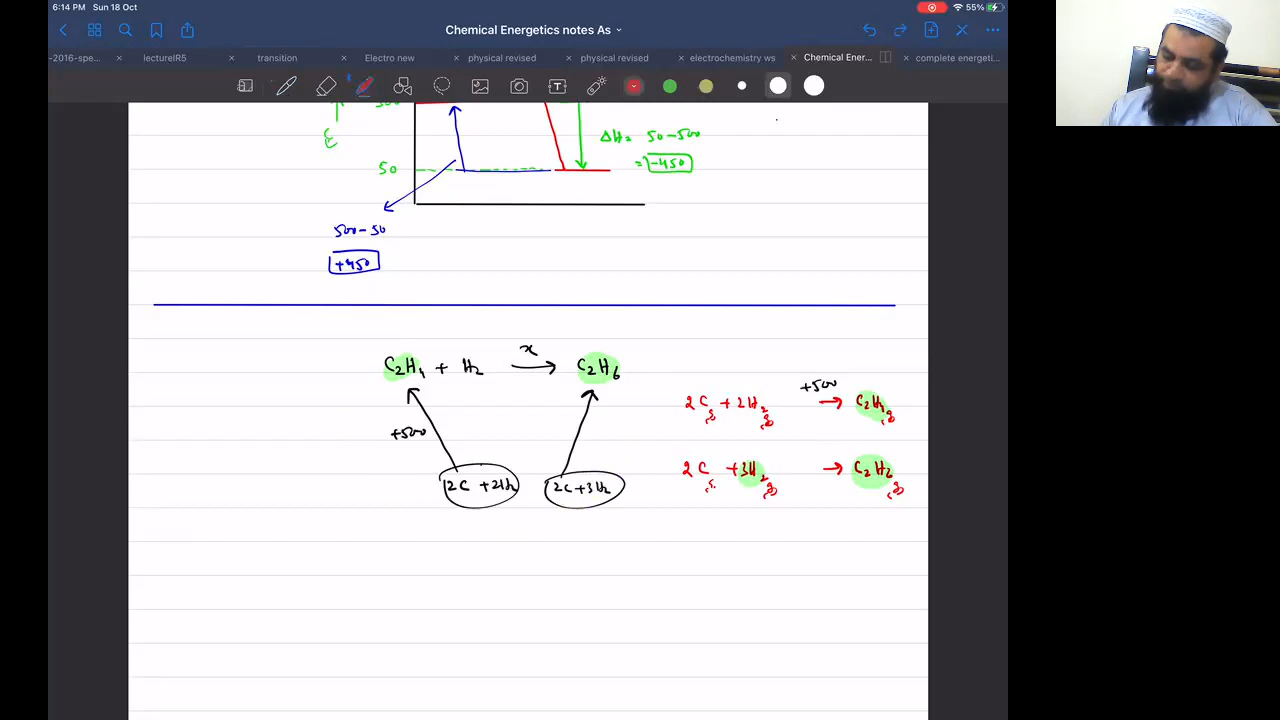 6:14 PM Sun 18 Oct
55%
Chemical Energetics notes As
-2016-spe...
lectureIR5
transition
Electro new
physical revised
physical revised
electrochemistry ws
Chemical Ener...
complete energeti...
T
ε
ΔH = 50-500
= -450
50
500-50
+450
C2H4 + H2 x → C2H6
+500
2C + 2H2
2C + 3H2
+500
2C + 2H2 → C2H4
2C + 3H2 → C2H6